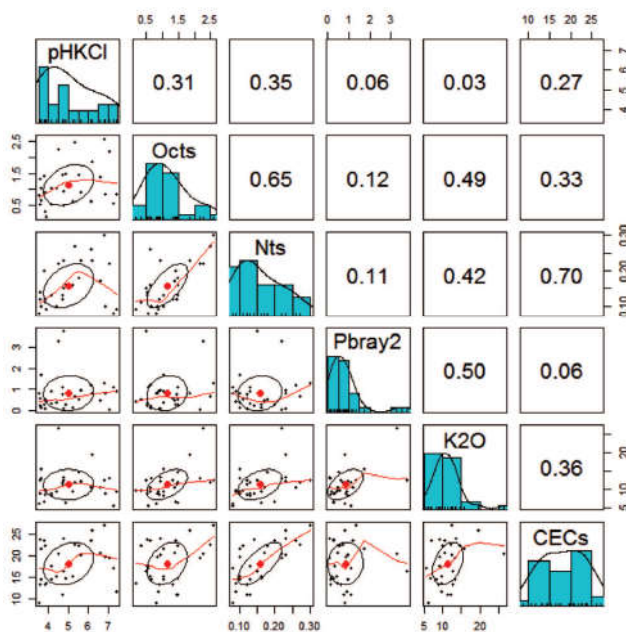 0.5 1.5 2.5 0 1 2 3 10 15 20 25
pHKCl 0.31 0.35 0.06 0.03 0.27 4 5 6 7
0.5 1.5 2.5 Octs 0.65 0.12 0.49 0.33
Nts 0.11 0.42 0.70 0.10 0.20 0.30
0 1 2 3 Pbray2 0.50 0.06
K2O 0.36 5 10 20
10 15 20 25 CECs
4 5 6 7 0.10 0.20 0.30 5 10 20